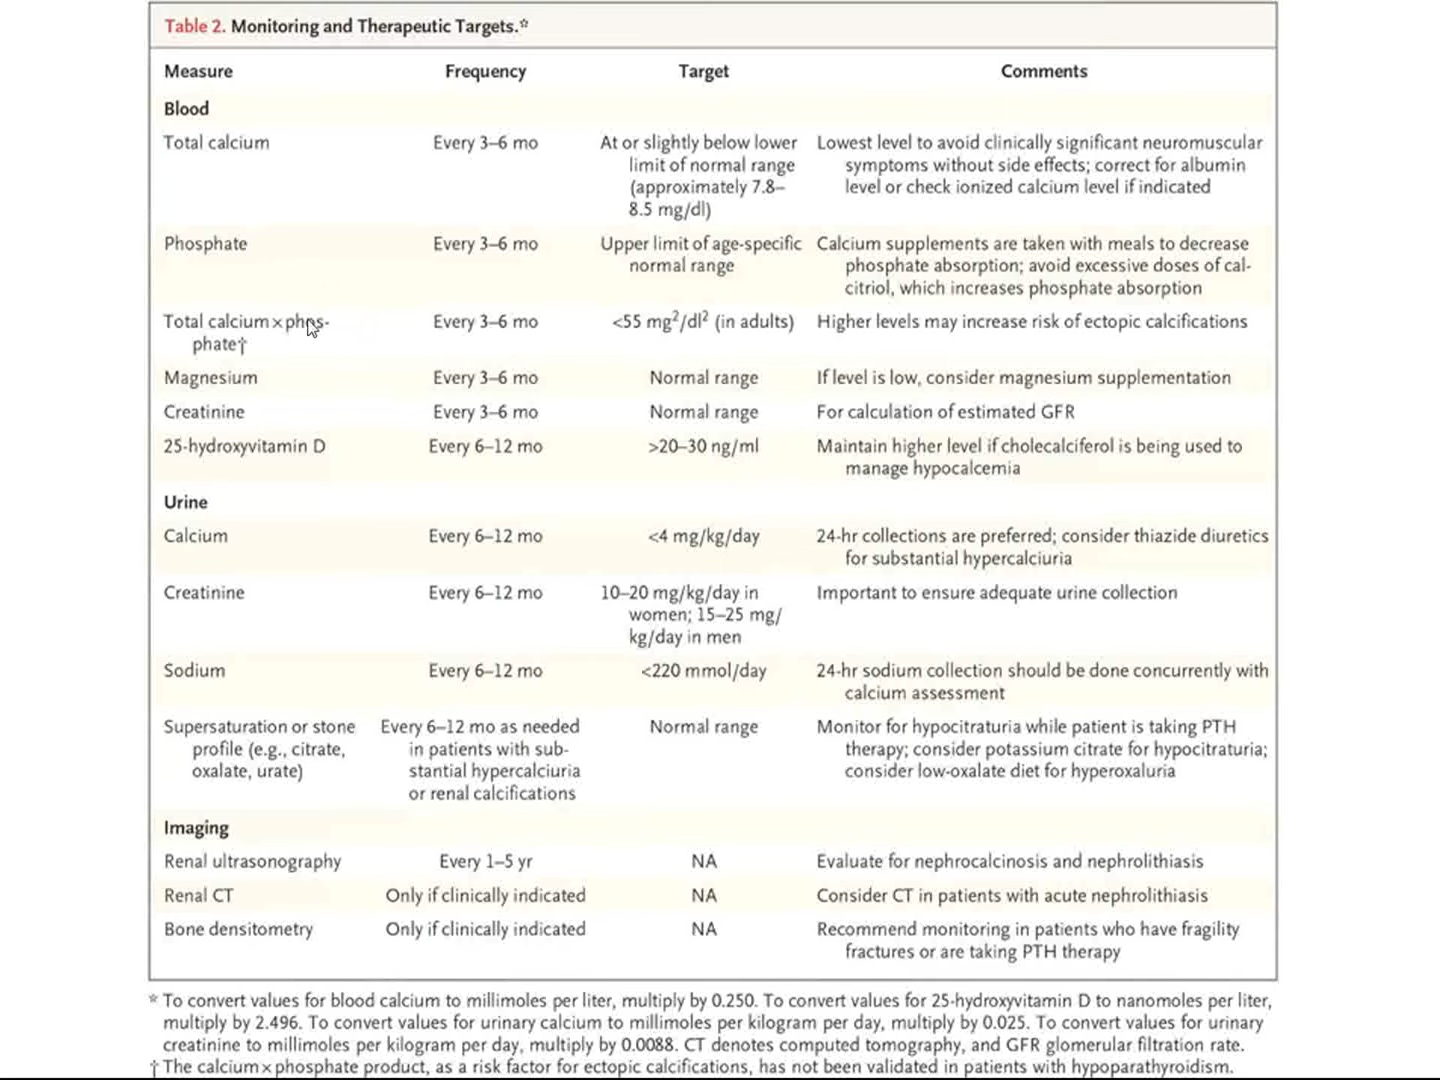 Table 2. Monitoring and Therapeutic Targets.*
Measure Frequency Target Comments
Blood
Total calcium Every 3–6 mo At or slightly below lower Lowest level to avoid clinically significant neuromuscular
limit of normal range symptoms without side effects; correct for albumin
(approximately 7.8– level or check ionized calcium level if indicated
8.5 mg/dl)
Phosphate Every 3–6 mo Upper limit of age-specific Calcium supplements are taken with meals to decrease
normal range phosphate absorption; avoid excessive doses of cal-
citriol, which increases phosphate absorption
Total calcium×phos- Every 3–6 mo <55 mg²/dl² (in adults) Higher levels may increase risk of ectopic calcifications
phate†
Magnesium Every 3–6 mo Normal range If level is low, consider magnesium supplementation
Creatinine Every 3–6 mo Normal range For calculation of estimated GFR
25-hydroxyvitamin D Every 6–12 mo >20–30 ng/ml Maintain higher level if cholecalciferol is being used to
manage hypocalcemia
Urine
Calcium Every 6–12 mo <4 mg/kg/day 24-hr collections are preferred; consider thiazide diuretics
for substantial hypercalciuria
Creatinine Every 6–12 mo 10–20 mg/kg/day in Important to ensure adequate urine collection
women; 15–25 mg/
kg/day in men
Sodium Every 6–12 mo <220 mmol/day 24-hr sodium collection should be done concurrently with
calcium assessment
Supersaturation or stone Every 6–12 mo as needed Normal range Monitor for hypocitraturia while patient is taking PTH
profile (e.g., citrate, in patients with sub- therapy; consider potassium citrate for hypocitraturia;
oxalate, urate) stantial hypercalciuria consider low-oxalate diet for hyperoxaluria
or renal calcifications
Imaging
Renal ultrasonography Every 1–5 yr NA Evaluate for nephrocalcinosis and nephrolithiasis
Renal CT Only if clinically indicated NA Consider CT in patients with acute nephrolithiasis
Bone densitometry Only if clinically indicated NA Recommend monitoring in patients who have fragility
fractures or are taking PTH therapy
* To convert values for blood calcium to millimoles per liter, multiply by 0.250. To convert values for 25-hydroxyvitamin D to nanomoles per liter,
multiply by 2.496. To convert values for urinary calcium to millimoles per kilogram per day, multiply by 0.025. To convert values for urinary
creatinine to millimoles per kilogram per day, multiply by 0.0088. CT denotes computed tomography, and GFR glomerular filtration rate.
† The calcium×phosphate product, as a risk factor for ectopic calcifications, has not been validated in patients with hypoparathyroidism.